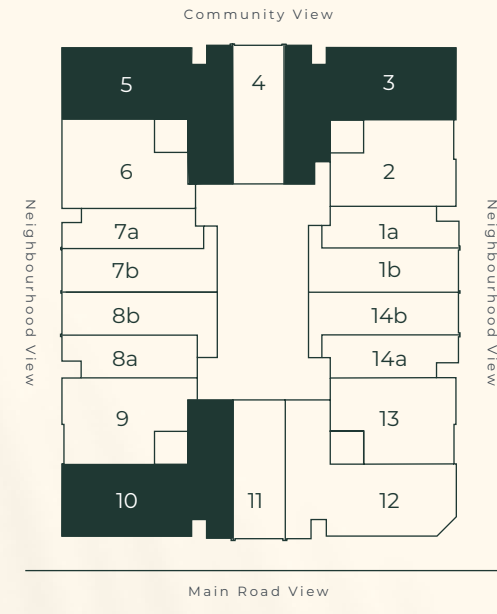 Community View
5
4
3
6
2
Neighbourhood View
Neighbourhood View
7a
1a
7b
1b
8b
14b
8a
14a
9
13
10
11
12
Main Road View